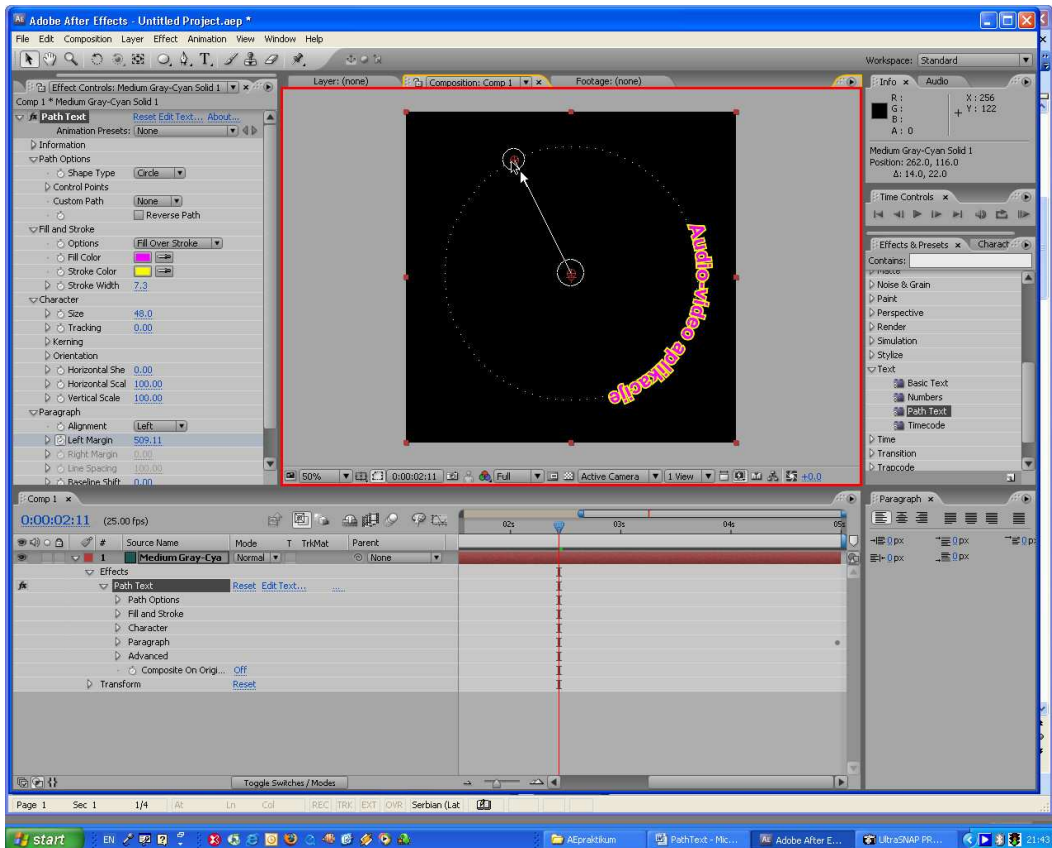 Adobe After Effects - Untitled Project.aep *
File Edit Composition Layer Effect Animation View Window Help
Workspace: Standard
Effect Controls: Medium Gray-Cyan Solid 1
Comp 1 * Medium Gray-Cyan Solid 1
Path Text Reset Edit Text... About...
Animation Presets: None
Information
Path Options
Shape Type Circle
Control Points
Custom Path None
Reverse Path
Fill and Stroke
Options Fill Over Stroke
Fill Color
Stroke Color
Stroke Width 7.3
Character
Size 48.0
Tracking 0.00
Kerning
Orientation
Horizontal She 0.00
Horizontal Scal 100.00
Vertical Scale 100.00
Paragraph
Alignment Left
Left Margin 509.11
Right Margin 0.00
Line Spacing 100.00
Baseline Shift 0.00
Layer: (none) Composition: Comp 1 Footage: (none)
Audio-video aplikacije
50% 0:00:02:11 Full Active Camera 1 View +0.0
Info Audio
R : X : 256
G : Y : 122
B :
A : 0
Medium Gray-Cyan Solid 1
Position: 262.0, 116.0
Δ: 14.0, 22.0
Time Controls
Effects & Presets Charact
Contains:
Matte
Noise & Grain
Paint
Perspective
Render
Simulation
Stylize
Text
Basic Text
Numbers
Path Text
Timecode
Time
Transition
Trapcode
Comp 1
0:00:02:11 (25.00 fps)
# Source Name Mode T TrkMat Parent
1 Medium Gray-Cya Normal None
Effects
Path Text Reset Edit Text... ...
Path Options
Fill and Stroke
Character
Paragraph
Advanced
Composite On Origi... Off
Transform Reset
02s 03s 04s 05s
Toggle Switches / Modes
Paragraph
0 px 0 px 0 p
0 px 0 px
Page 1 Sec 1 1/4 At Ln Col REC TRK EXT OVR Serbian (Lat
start EN AEpraktikum PathText - Mic... Adobe After E... UltraSNAP PR... 21:43